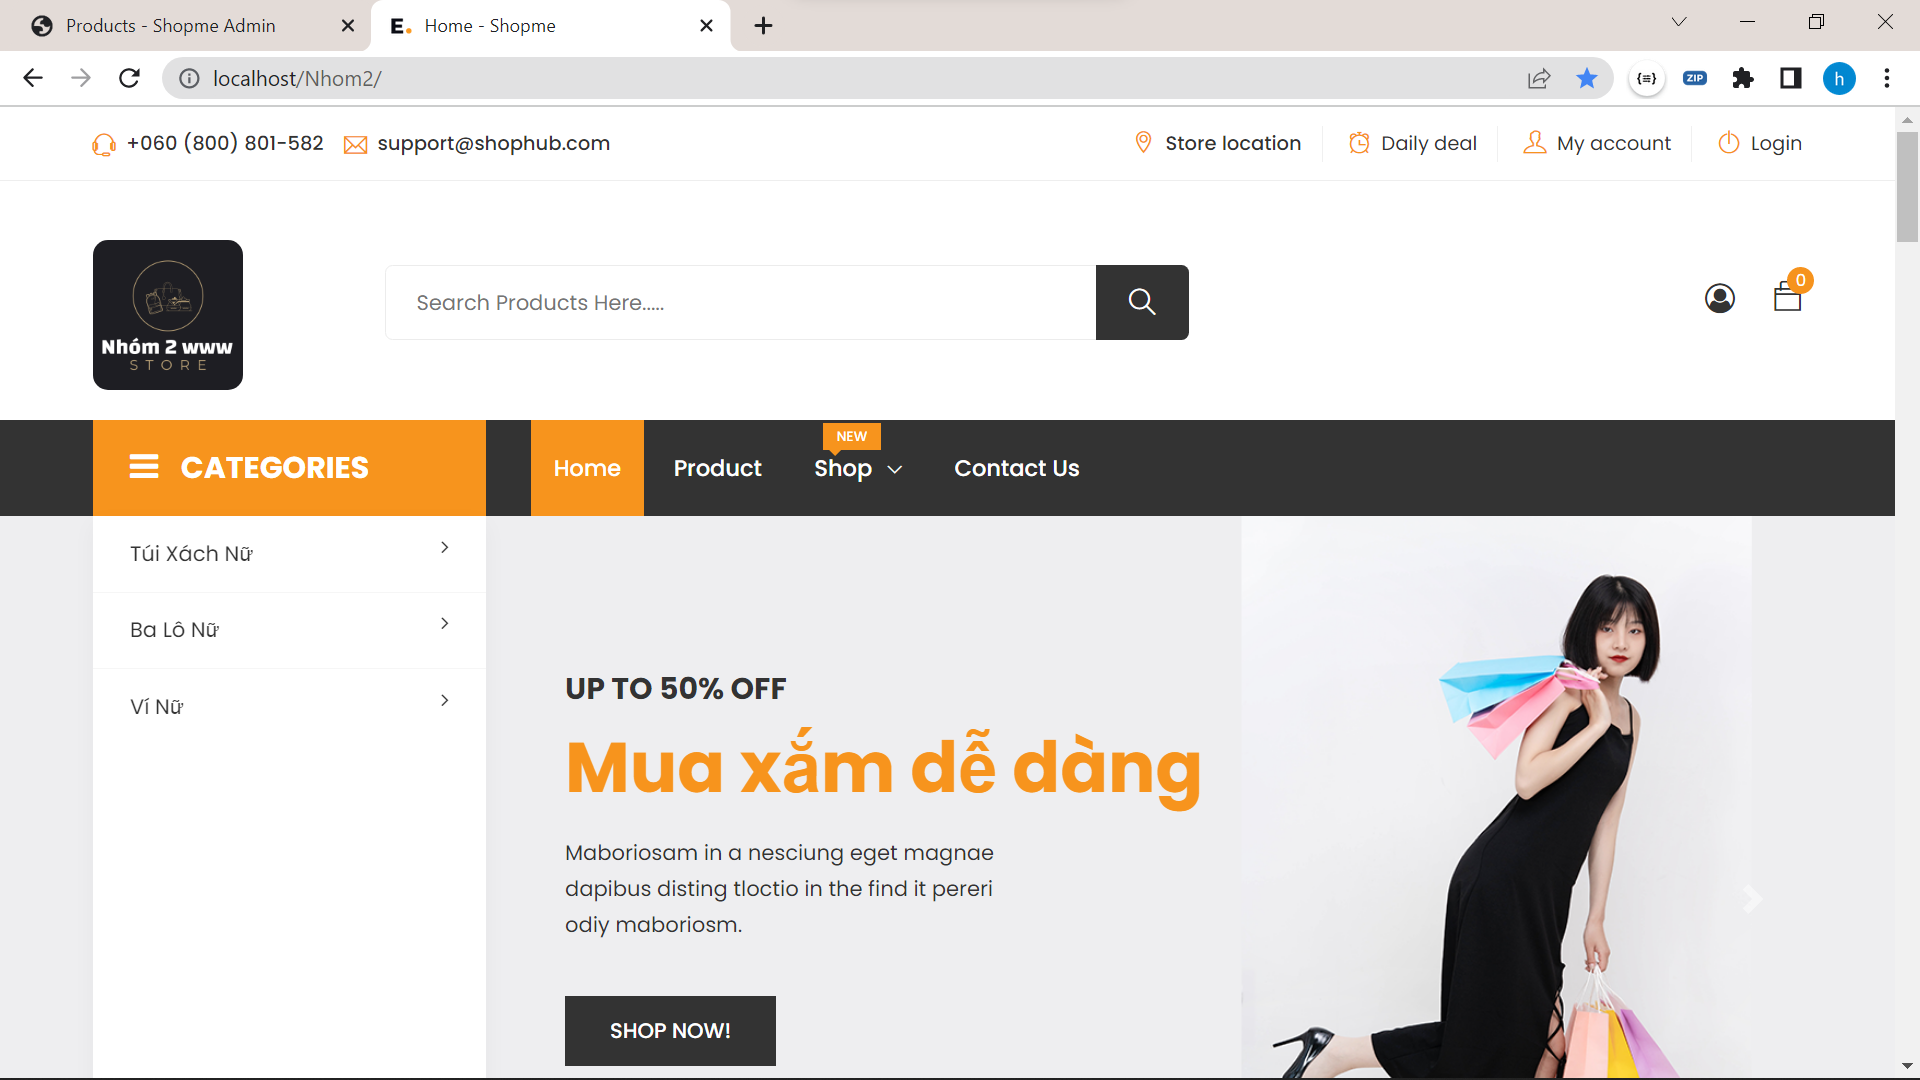 Products - Shopme Admin
E. Home - Shopme
localhost/Nhom2/
{≡} ZIP h
+060 (800) 801-582 support@shophub.com
Store location Daily deal My account Login
Nhóm 2 www
STORE
Search Products Here.....
0
CATEGORIES
NEW
Home Product Shop Contact Us
Túi Xách Nữ
Ba Lô Nữ
Ví Nữ
UP TO 50% OFF
Mua xắm dễ dàng
Maboriosam in a nesciung eget magnae
dapibus disting tloctio in the find it pereri
odiy maboriosm.
SHOP NOW!